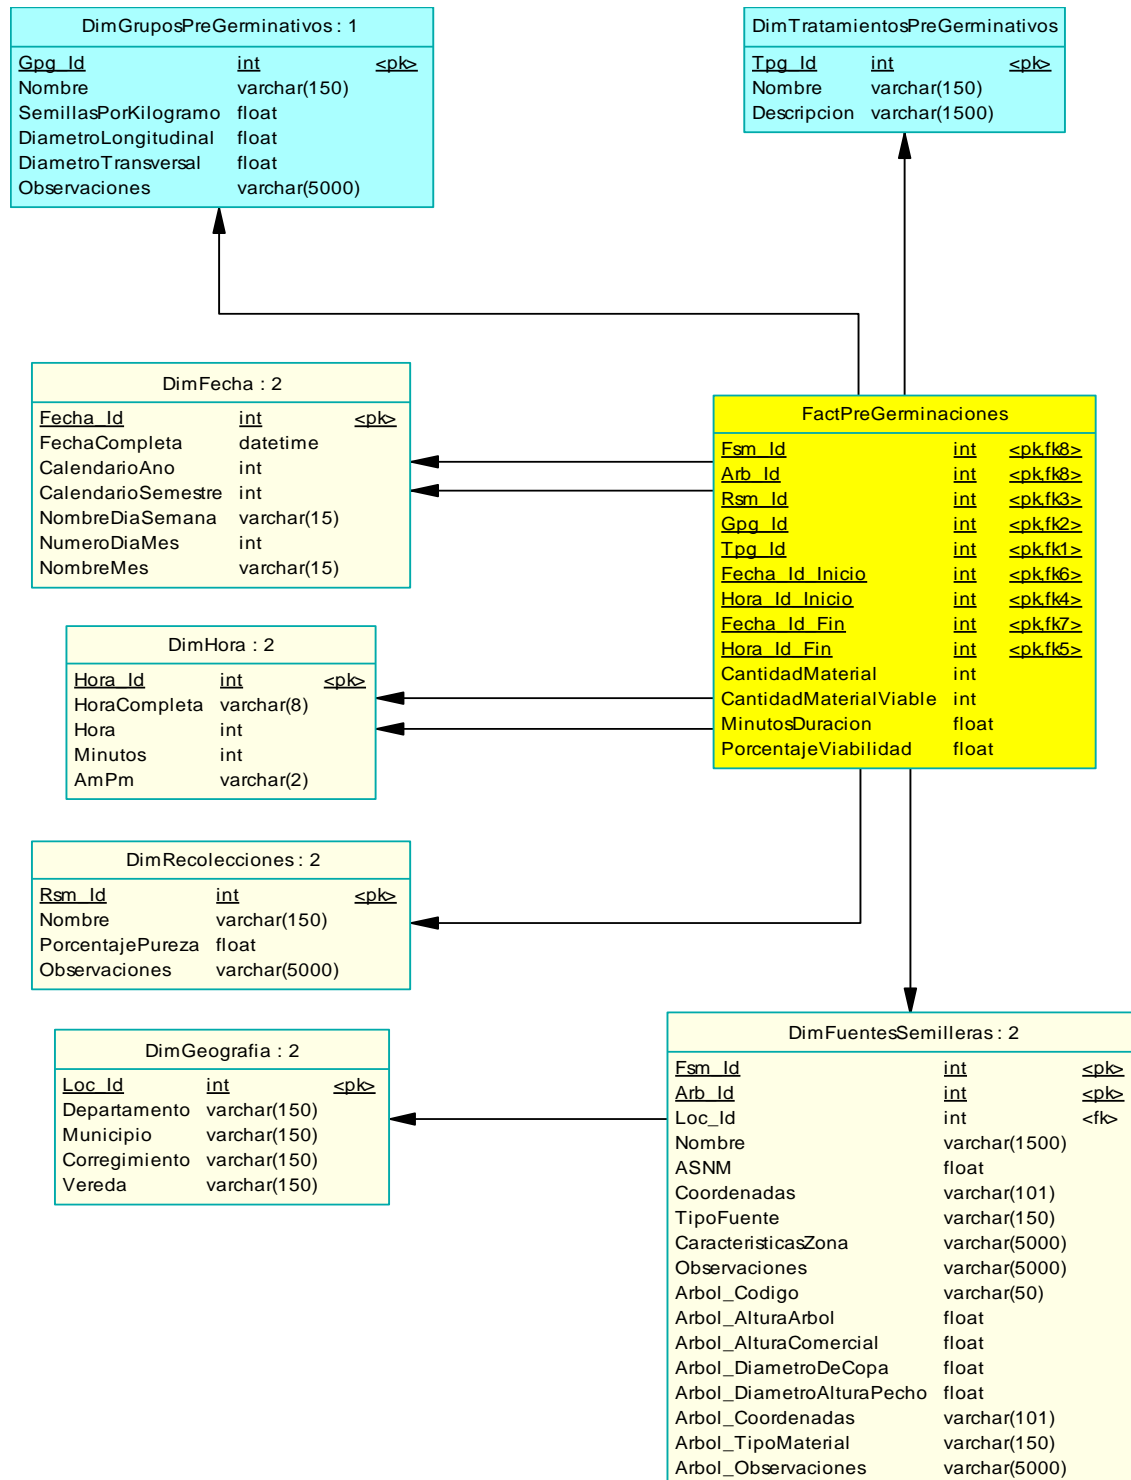 DimGruposPreGerminativos : 1
Gpg_Id int <pk>
Nombre varchar(150)
SemillasPorKilogramo float
DiametroLongitudinal float
DiametroTransversal float
Observaciones varchar(5000)
DimTratamientosPreGerminativos
Tpg_Id int <pk>
Nombre varchar(150)
Descripcion varchar(1500)
DimFecha : 2
Fecha_Id int <pk>
FechaCompleta datetime
CalendarioAno int
CalendarioSemestre int
NombreDiaSemana varchar(15)
NumeroDiaMes int
NombreMes varchar(15)
FactPreGerminaciones
Fsm_Id int <pk,fk8>
Arb_Id int <pk,fk8>
Rsm_Id int <pk,fk3>
Gpg_Id int <pk,fk2>
Tpg_Id int <pk,fk1>
Fecha_Id_Inicio int <pk,fk6>
Hora_Id_Inicio int <pk,fk4>
Fecha_Id_Fin int <pk,fk7>
Hora_Id_Fin int <pk,fk5>
CantidadMaterial int
CantidadMaterialViable int
MinutosDuracion float
PorcentajeViabilidad float
DimHora : 2
Hora_Id int <pk>
HoraCompleta varchar(8)
Hora int
Minutos int
AmPm varchar(2)
DimRecolecciones : 2
Rsm_Id int <pk>
Nombre varchar(150)
PorcentajePureza float
Observaciones varchar(5000)
DimGeografia : 2
Loc_Id int <pk>
Departamento varchar(150)
Municipio varchar(150)
Corregimiento varchar(150)
Vereda varchar(150)
DimFuentesSemilleras : 2
Fsm_Id int <pk>
Arb_Id int <pk>
Loc_Id int <fk>
Nombre varchar(1500)
ASNM float
Coordenadas varchar(101)
TipoFuente varchar(150)
CaracteristicasZona varchar(5000)
Observaciones varchar(5000)
Arbol_Codigo varchar(50)
Arbol_AlturaArbol float
Arbol_AlturaComercial float
Arbol_DiametroDeCopa float
Arbol_DiametroAlturaPecho float
Arbol_Coordenadas varchar(101)
Arbol_TipoMaterial varchar(150)
Arbol_Observaciones varchar(5000)